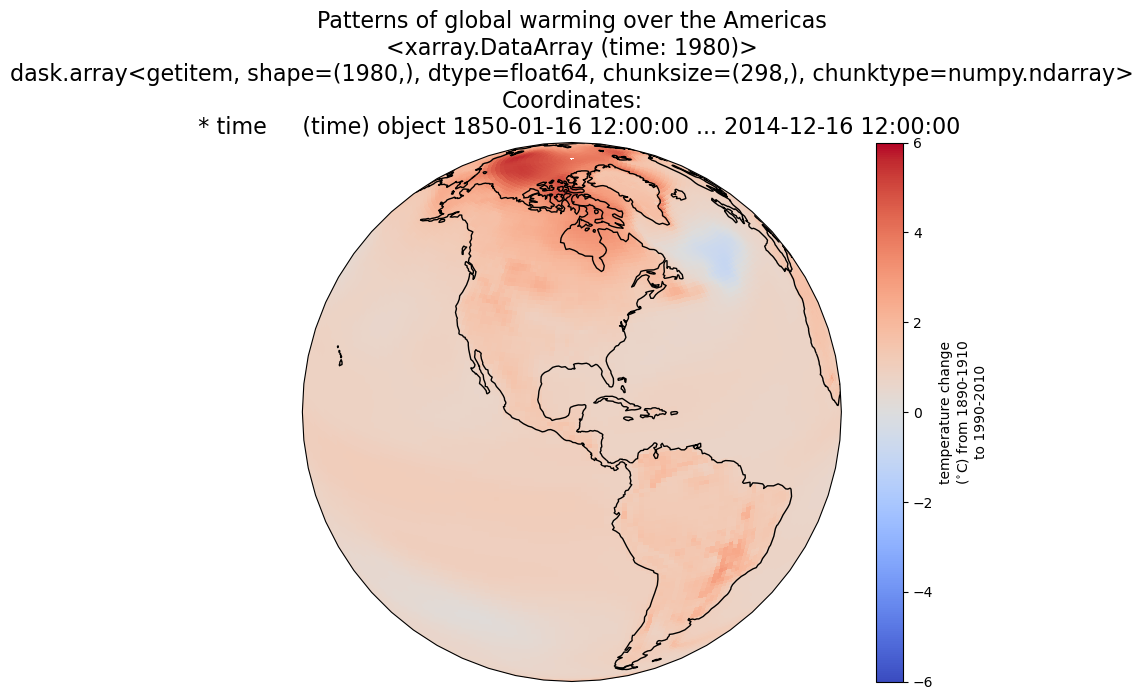 Patterns of global warming over the Americas
<xarray.DataArray (time: 1980)>
dask.array<getitem, shape=(1980,), dtype=float64, chunksize=(298,), chunktype=numpy.ndarray>
Coordinates:
* time     (time) object 1850-01-16 12:00:00 ... 2014-12-16 12:00:00
6
4
2
0
−2
−4
−6
temperature change
(°C) from 1890-1910
to 1990-2010